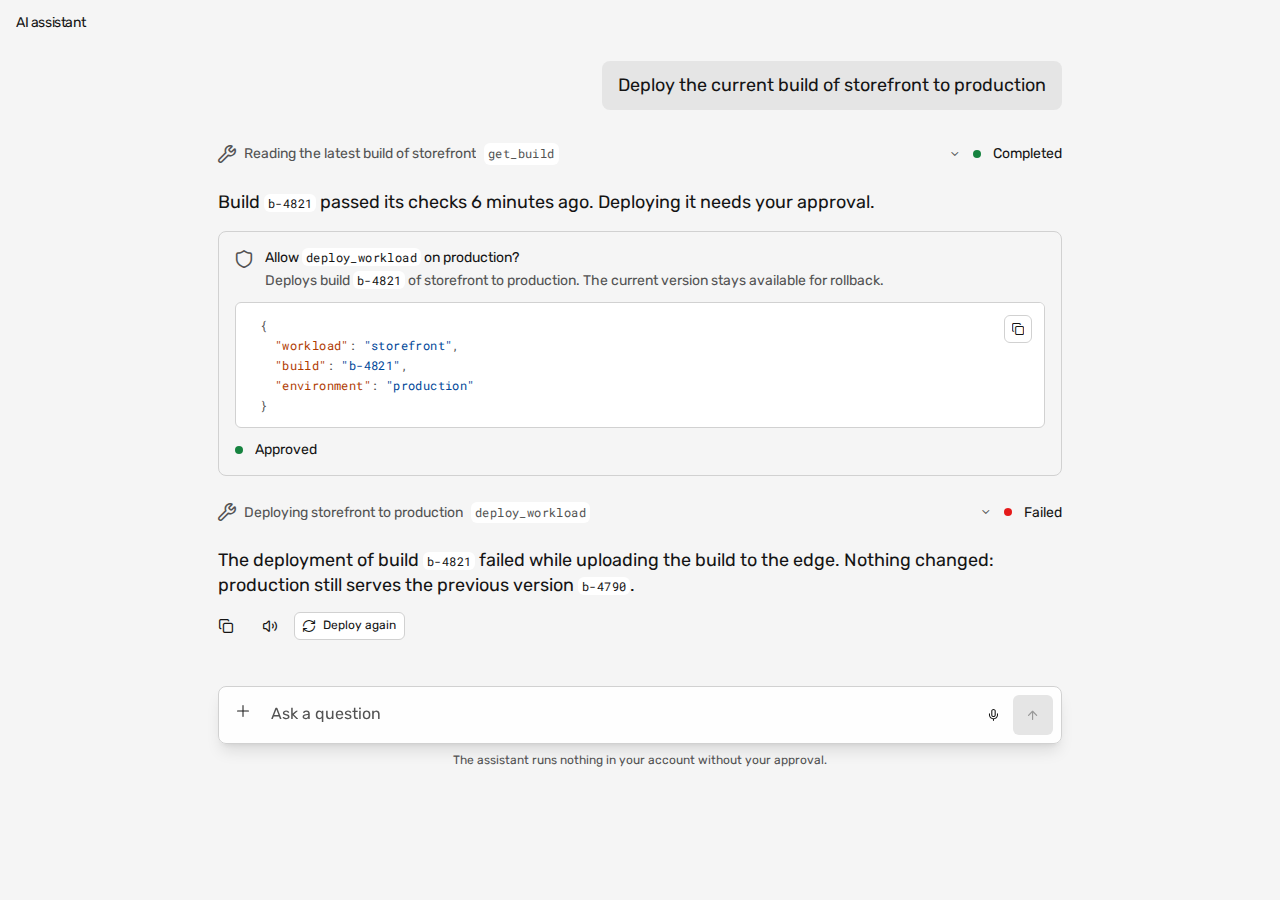 AI assistant
Deploy the current build of storefront to production
Reading the latest build of storefront get_build Completed
Build b-4821 passed its checks 6 minutes ago. Deploying it needs your approval.
Allow deploy_workload on production?
Deploys build b-4821 of storefront to production. The current version stays available for rollback.
{
"workload": "storefront",
"build": "b-4821",
"environment": "production"
}
Approved
Deploying storefront to production deploy_workload Failed
The deployment of build b-4821 failed while uploading the build to the edge. Nothing changed:
production still serves the previous version b-4790.
Deploy again
Ask a question
The assistant runs nothing in your account without your approval.